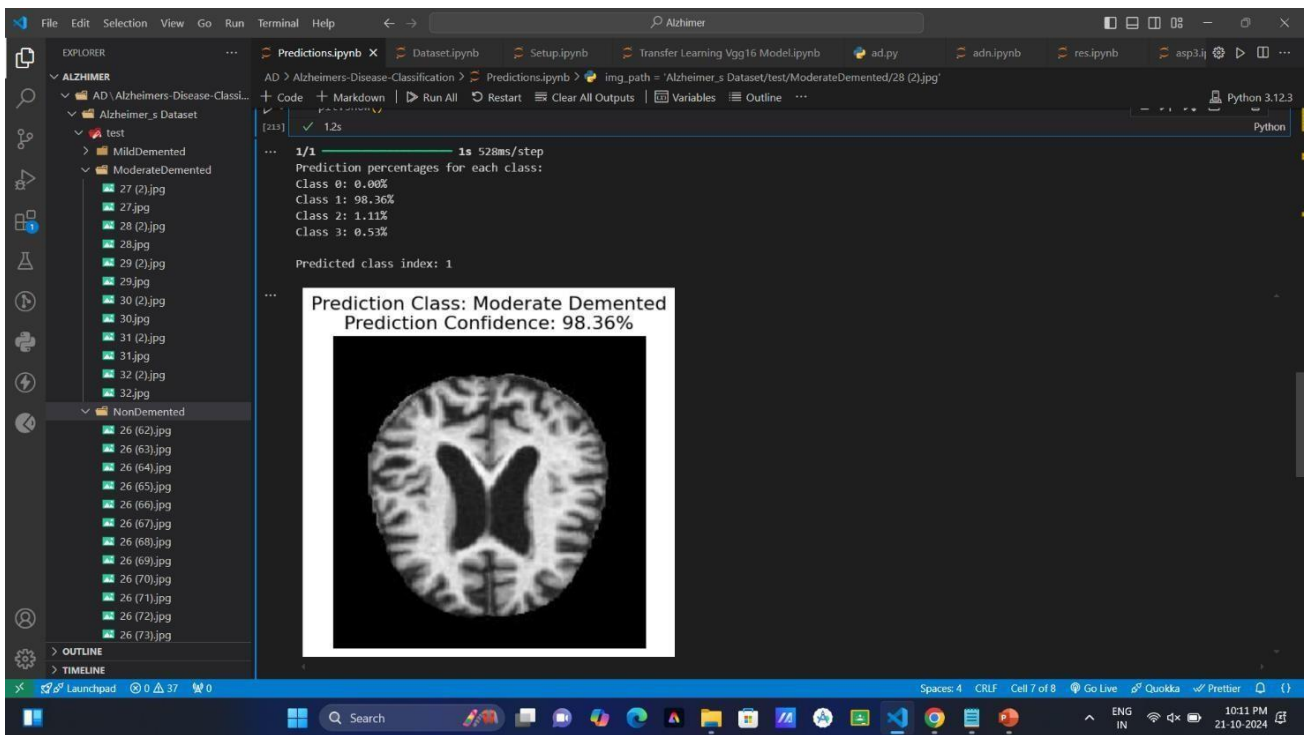 File Edit Selection View Go Run Terminal Help
Alzhimer
EXPLORER
ALZHIMER
AD \ Alzheimers-Disease-Classi...
Alzheimer_s Dataset
test
MildDemented
ModerateDemented
27 (2).jpg
27.jpg
28 (2).jpg
28.jpg
29 (2).jpg
29.jpg
30 (2).jpg
30.jpg
31 (2).jpg
31.jpg
32 (2).jpg
32.jpg
NonDemented
26 (62).jpg
26 (63).jpg
26 (64).jpg
26 (65).jpg
26 (66).jpg
26 (67).jpg
26 (68).jpg
26 (69).jpg
26 (70).jpg
26 (71).jpg
26 (72).jpg
26 (73).jpg
OUTLINE
TIMELINE
Predictions.ipynb Dataset.ipynb Setup.ipynb Transfer Learning Vgg16 Model.ipynb ad.py adn.ipynb res.ipynb asp3.i
AD > Alzheimers-Disease-Classification > Predictions.ipynb > img_path = 'Alzheimer_s Dataset/test/ModerateDemented/28 (2).jpg'
+ Code + Markdown Run All Restart Clear All Outputs Variables Outline ... Python 3.12.3
[213] 1.2s Python
1/1 1s 528ms/step
Prediction percentages for each class:
Class 0: 0.00%
Class 1: 98.36%
Class 2: 1.11%
Class 3: 0.53%
Predicted class index: 1
Prediction Class: Moderate Demented
Prediction Confidence: 98.36%
Launchpad 0 37 0 Spaces: 4 CRLF Cell 7 of 8 Go Live Quokka Prettier
Search ENG 10:11 PM
IN 21-10-2024